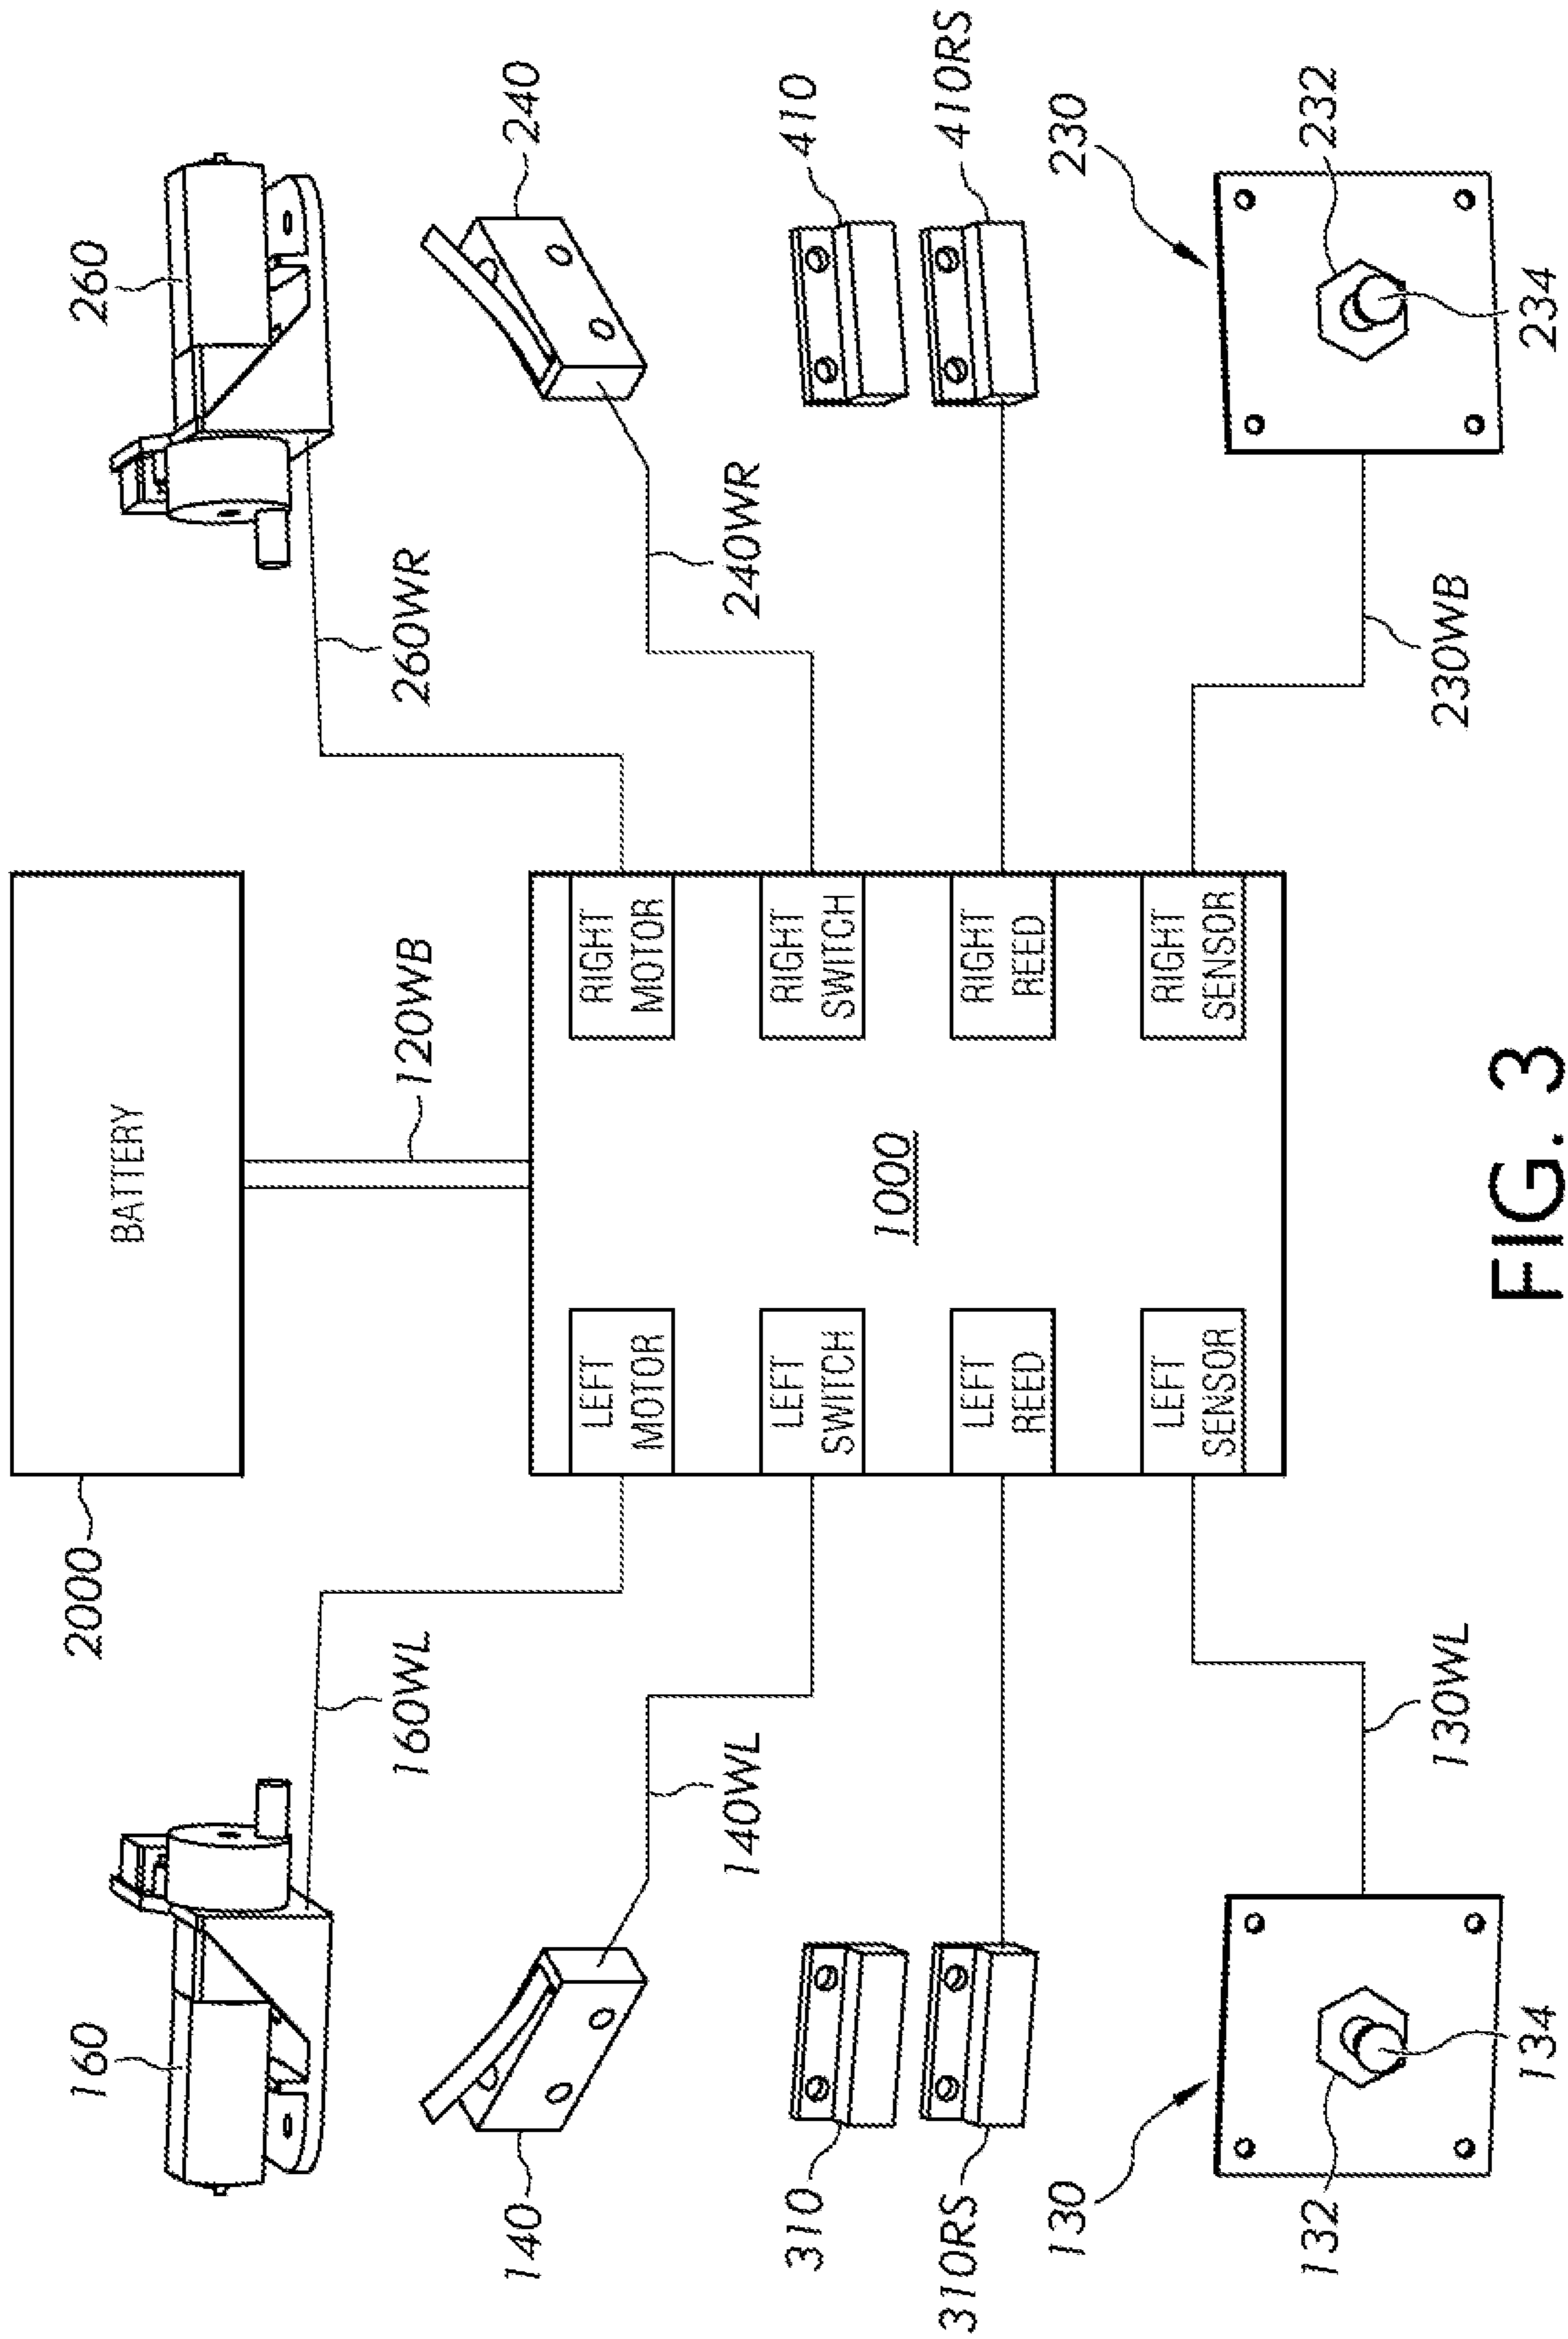 2000
BATTERY
120WB
160
160WL
260
260WR
140
140WL
240
240WR
310
310RS
410
410RS
130
132
134
130WL
230
232
234
230WB
LEFT
MOTOR
LEFT
SWITCH
LEFT
REED
LEFT
SENSOR
1000
RIGHT
MOTOR
RIGHT
SWITCH
RIGHT
REED
RIGHT
SENSOR
FIG. 3